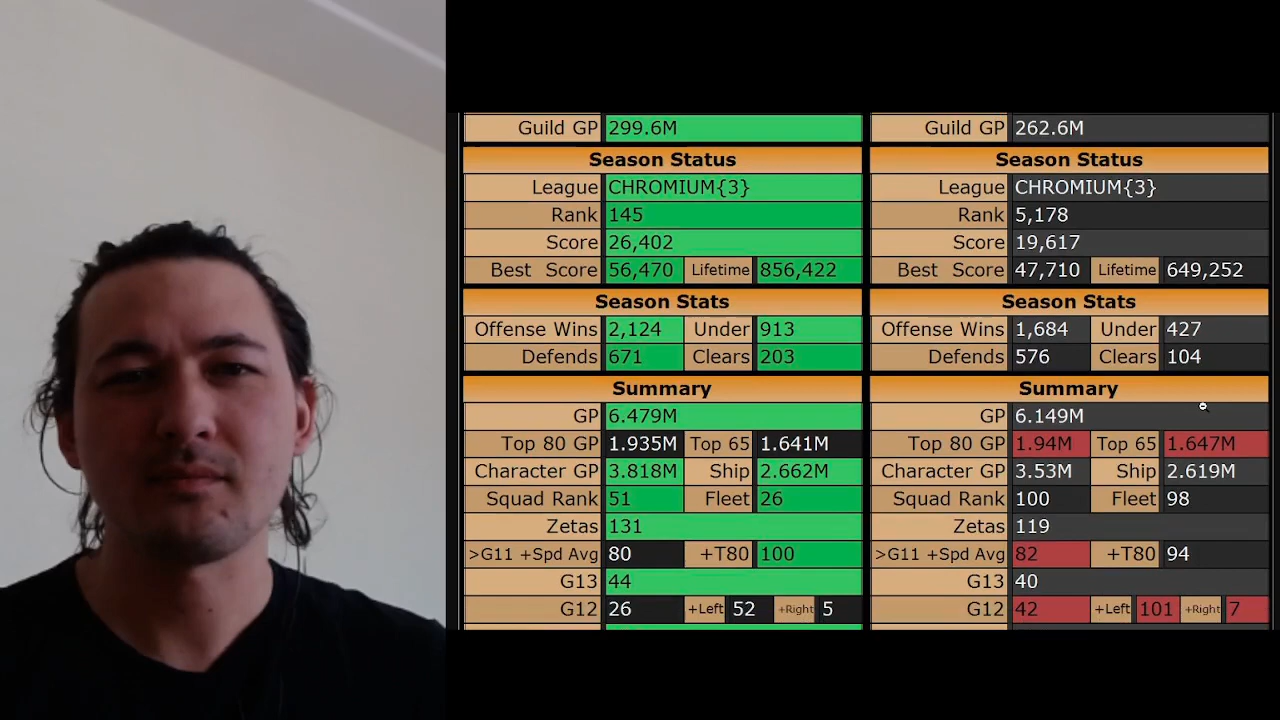 Guild GP 299.6M
Season Status
League CHROMIUM{3}
Rank 145
Score 26,402
Best Score 56,470 Lifetime 856,422
Season Stats
Offense Wins 2,124 Under 913
Defends 671 Clears 203
Summary
GP 6.479M
Top 80 GP 1.935M Top 65 1.641M
Character GP 3.818M Ship 2.662M
Squad Rank 51 Fleet 26
Zetas 131
>G11 +Spd Avg 80 +T80 100
G13 44
G12 26 +Left 52 +Right 5
Guild GP 262.6M
Season Status
League CHROMIUM{3}
Rank 5,178
Score 19,617
Best Score 47,710 Lifetime 649,252
Season Stats
Offense Wins 1,684 Under 427
Defends 576 Clears 104
Summary
GP 6.149M
Top 80 GP 1.94M Top 65 1.647M
Character GP 3.53M Ship 2.619M
Squad Rank 100 Fleet 98
Zetas 119
>G11 +Spd Avg 82 +T80 94
G13 40
G12 42 +Left 101 +Right 7